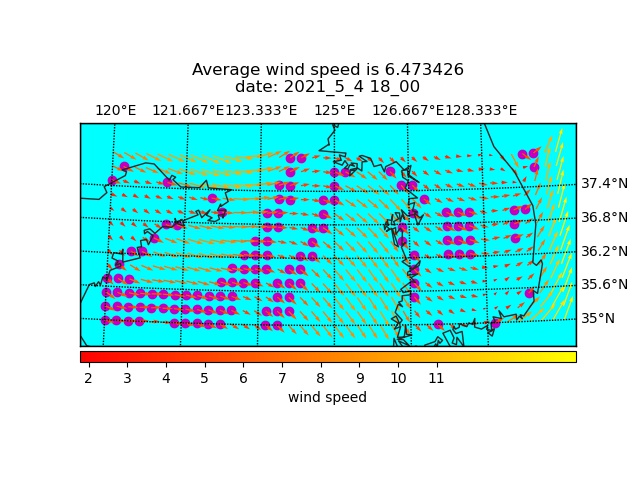 Average wind speed is 6.473426
date: 2021_5_4 18_00
120°E 121.667°E 123.333°E 125°E 126.667°E 128.333°E
37.4°N
36.8°N
36.2°N
35.6°N
35°N
2 3 4 5 6 7 8 9 10 11
wind speed